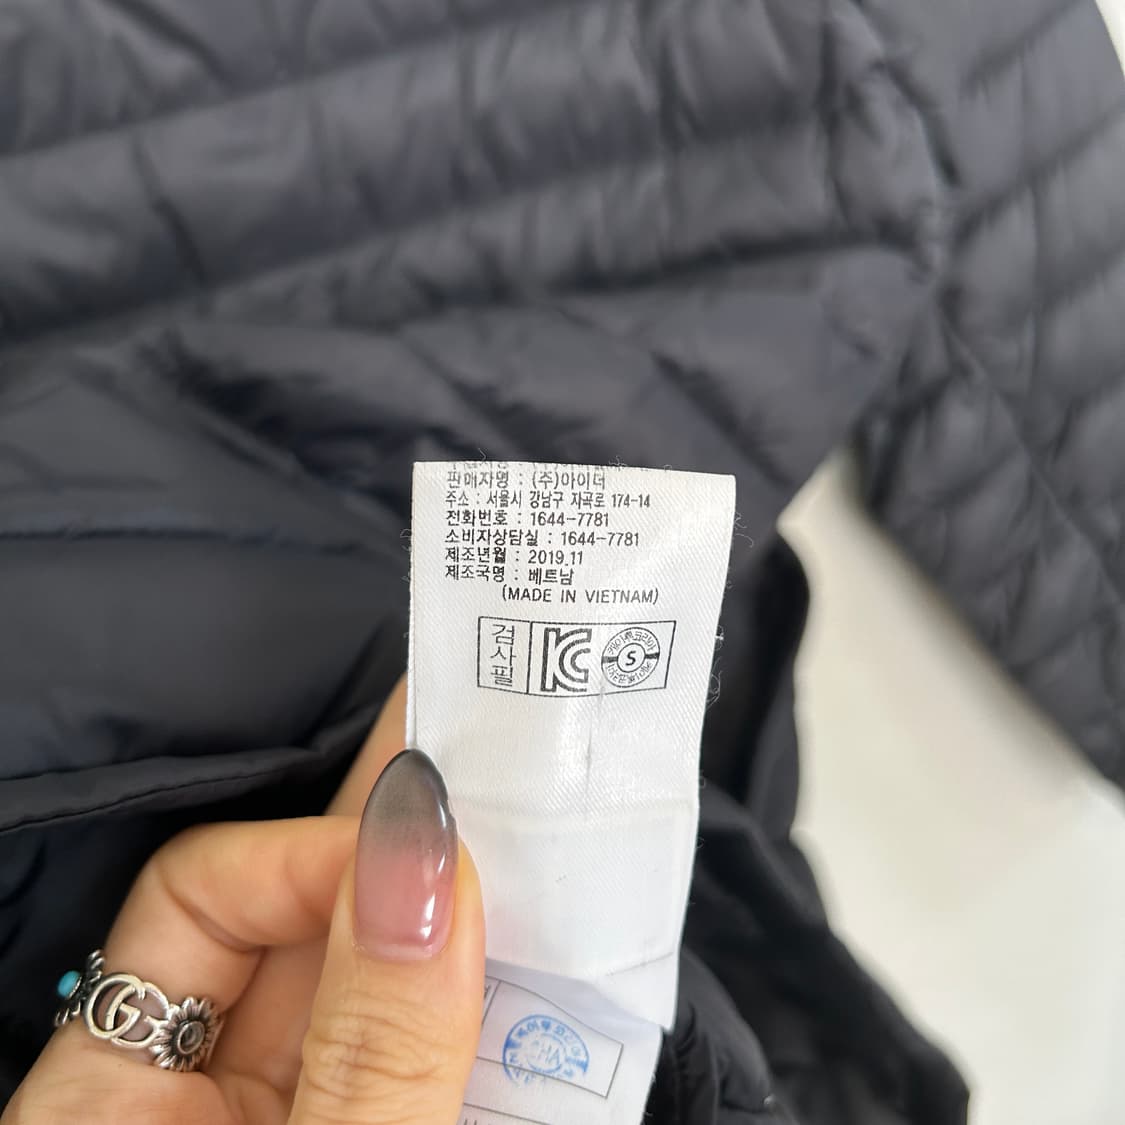 판매자명 : (주)아이더
주소 : 서울시 강남구 자곡로 174-14
전화번호 : 1644-7781
소비자상담실 : 1644-7781
제조년월 : 2019.11
제조국명 : 베트남
(MADE IN VIETNAM)
검사필
KC
S